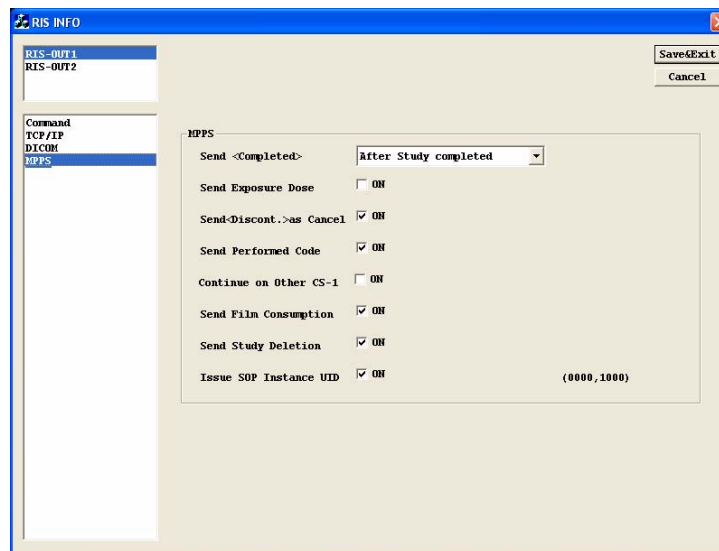 RIS INFO
RIS-OUT1
RIS-OUT2
Save&Exit
Cancel
Command
TCP/IP
DICOM
MPPS
MPPS
Send <Completed> After Study completed
Send Exposure Dose ON
Send<Discont.>as Cancel ON
Send Performed Code ON
Continue on Other CS-1 ON
Send Film Consumption ON
Send Study Deletion ON
Issue SOP Instance UID ON (0000,1000)